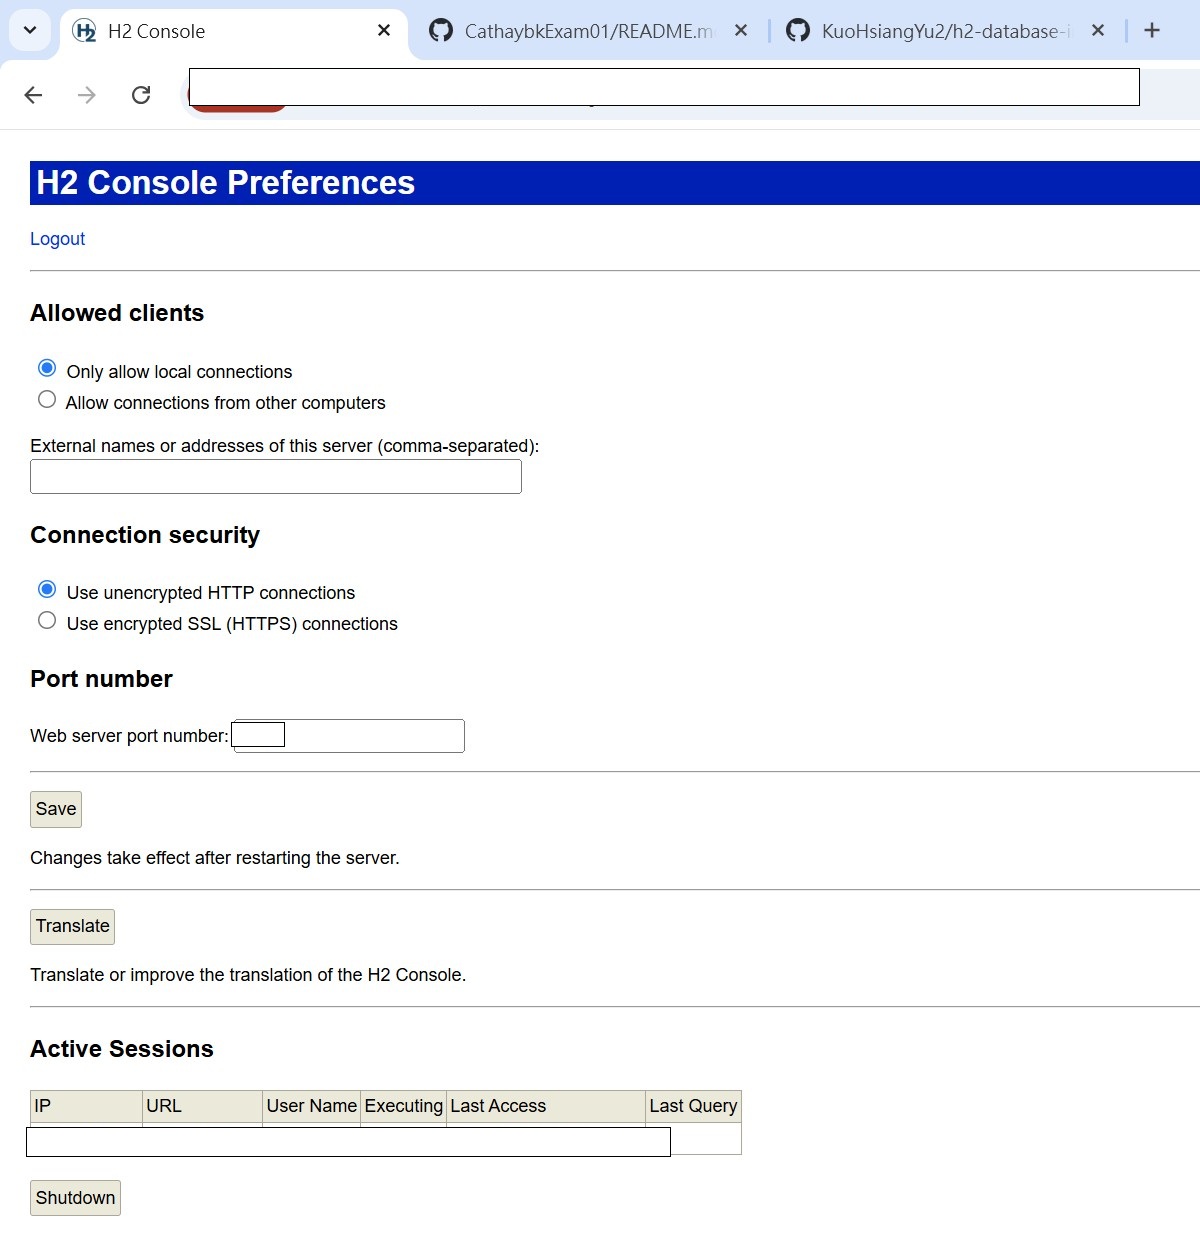 H2 Console
CathaybkExam01/README.m
KuoHsiangYu2/h2-database-i
H2 Console Preferences
Logout
Allowed clients
Only allow local connections
Allow connections from other computers
External names or addresses of this server (comma-separated):
Connection security
Use unencrypted HTTP connections
Use encrypted SSL (HTTPS) connections
Port number
Web server port number:
Save
Changes take effect after restarting the server.
Translate
Translate or improve the translation of the H2 Console.
Active Sessions
IP URL User Name Executing Last Access Last Query
Shutdown